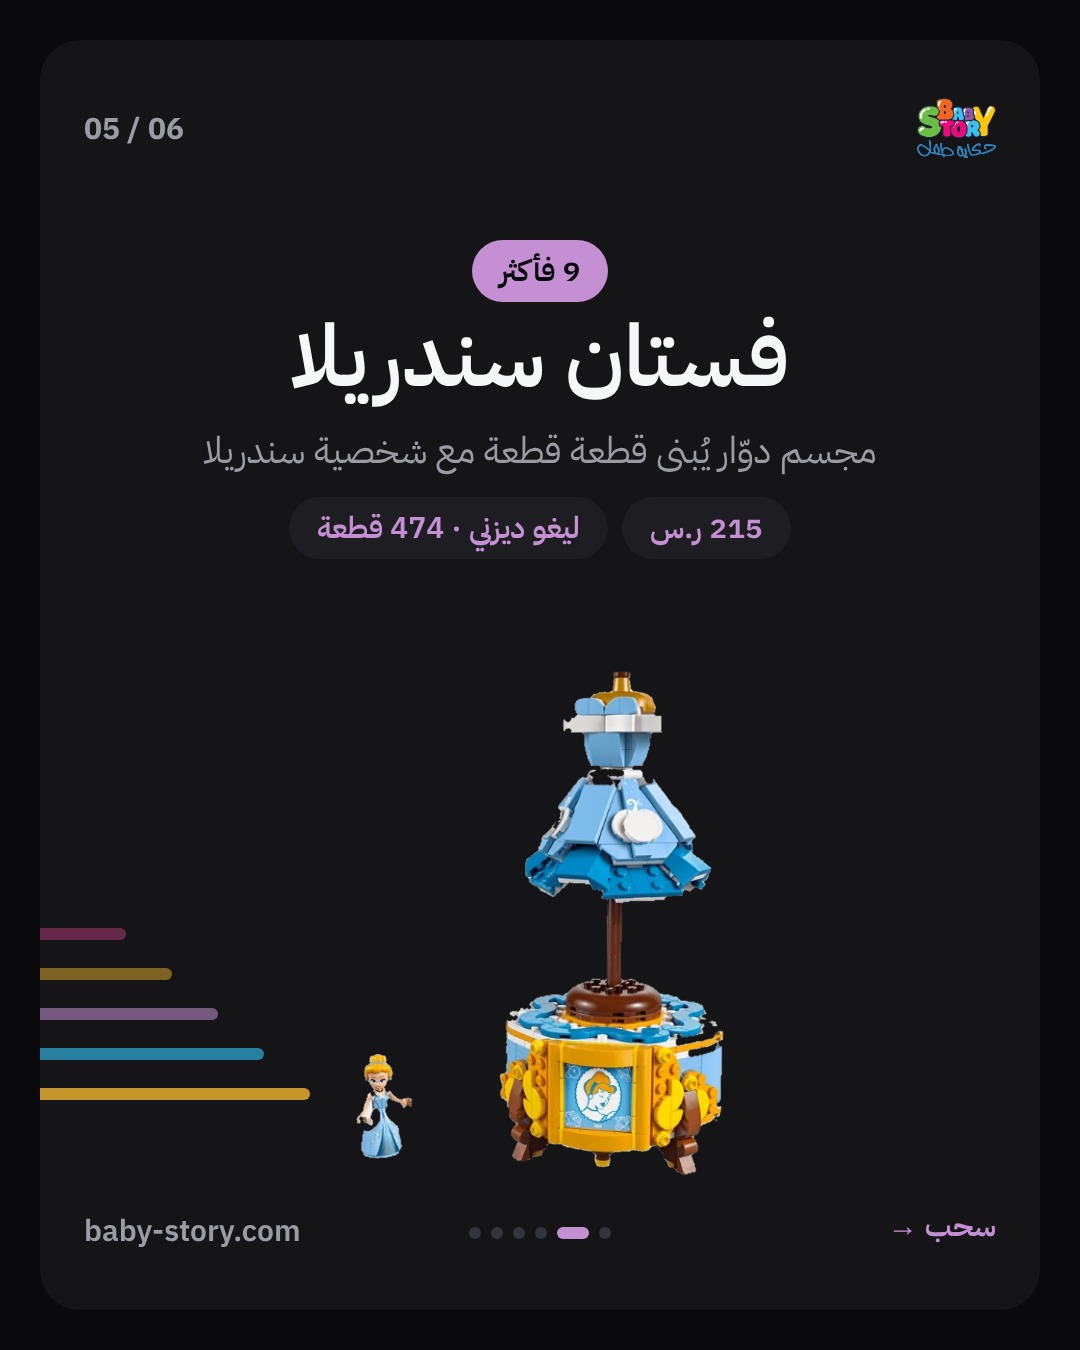 05 / 06
BABY STORY
حكاية طفل
9 فأكثر
فستان سندريلا
مجسم دوّار يُبنى قطعة قطعة مع شخصية سندريلا
215 ر.س
ليغو ديزني · 474 قطعة
baby-story.com
سحب →